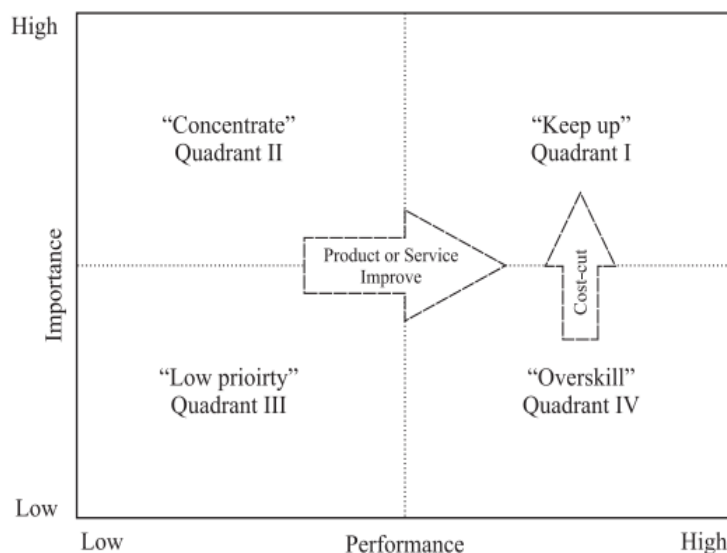 High
“Concentrate”
Quadrant II
“Keep up”
Quadrant I
Product or Service
Improve
Cost-cut
Importance
“Low prioirty”
Quadrant III
“Overskill”
Quadrant IV
Low
Low
Performance
High